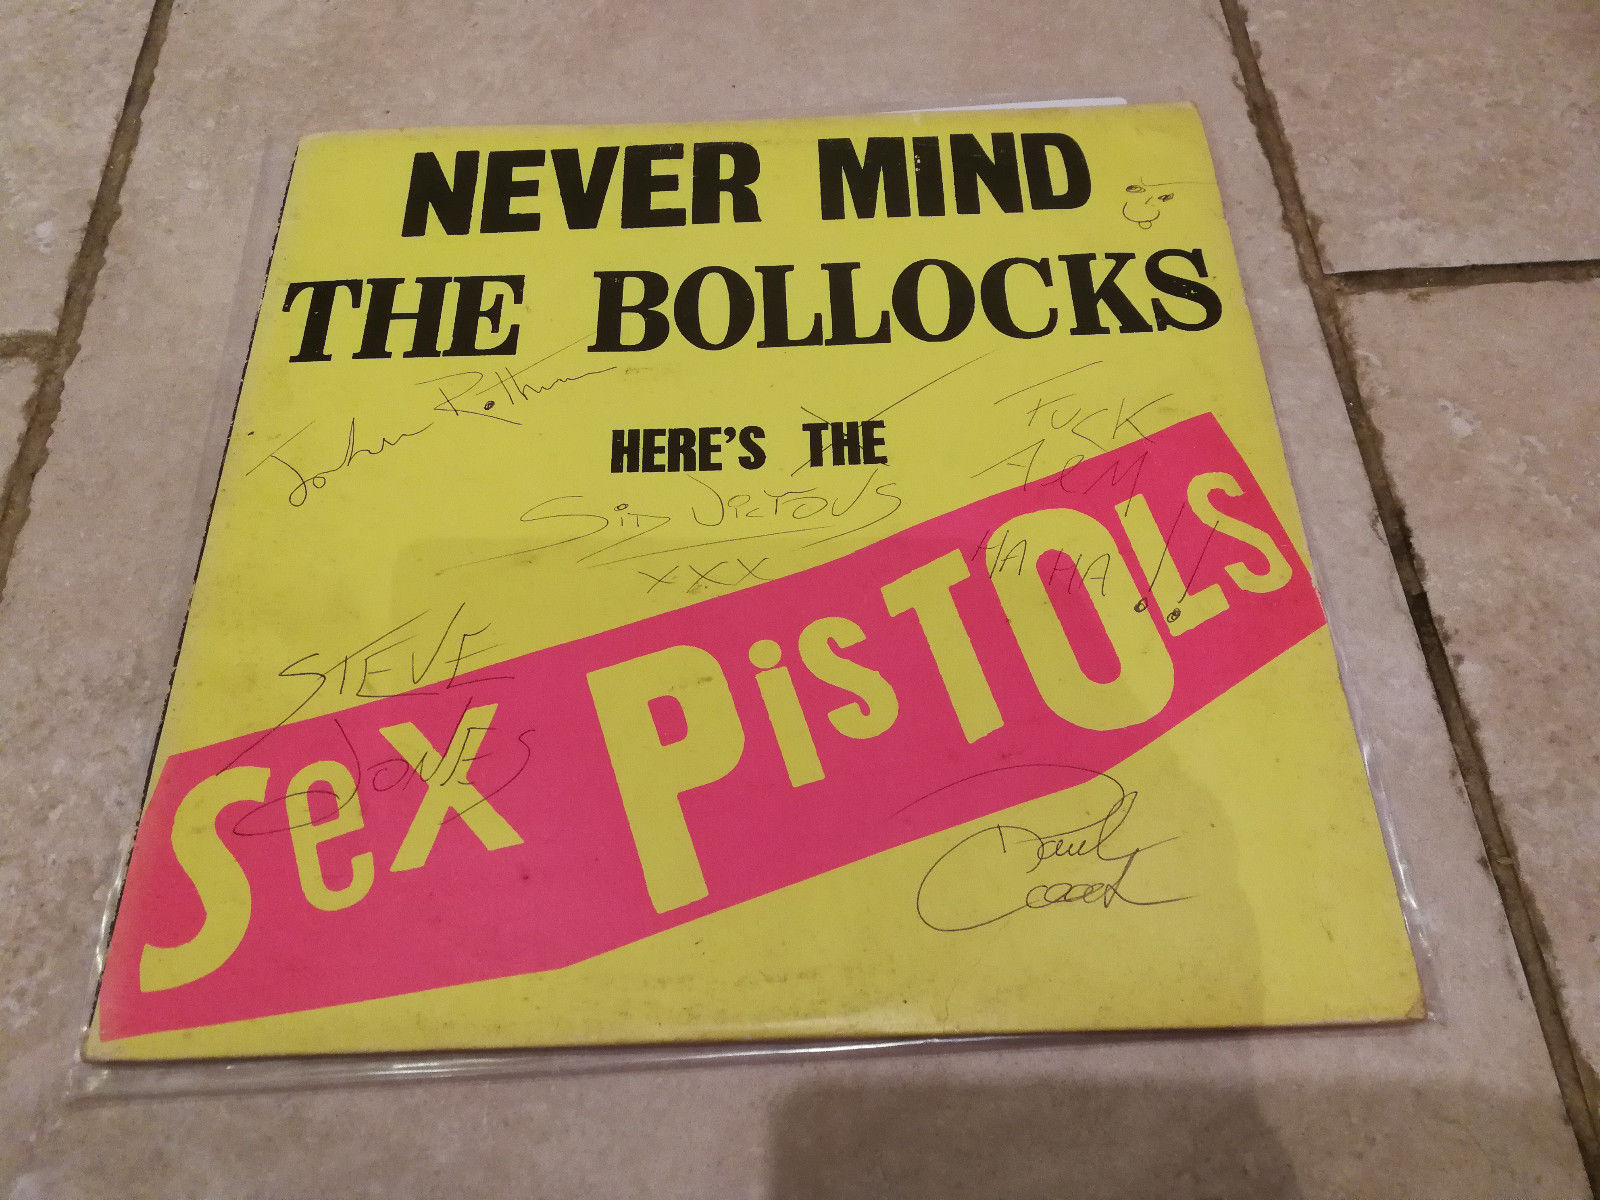 NEVER MIND
THE BOLLOCKS
John Rotten
HERE'S THE
FUCK
Sid Vicious
XXX
HA HA!!
STEVE
JONES
SEX PiSTOLS
Paul
Cook